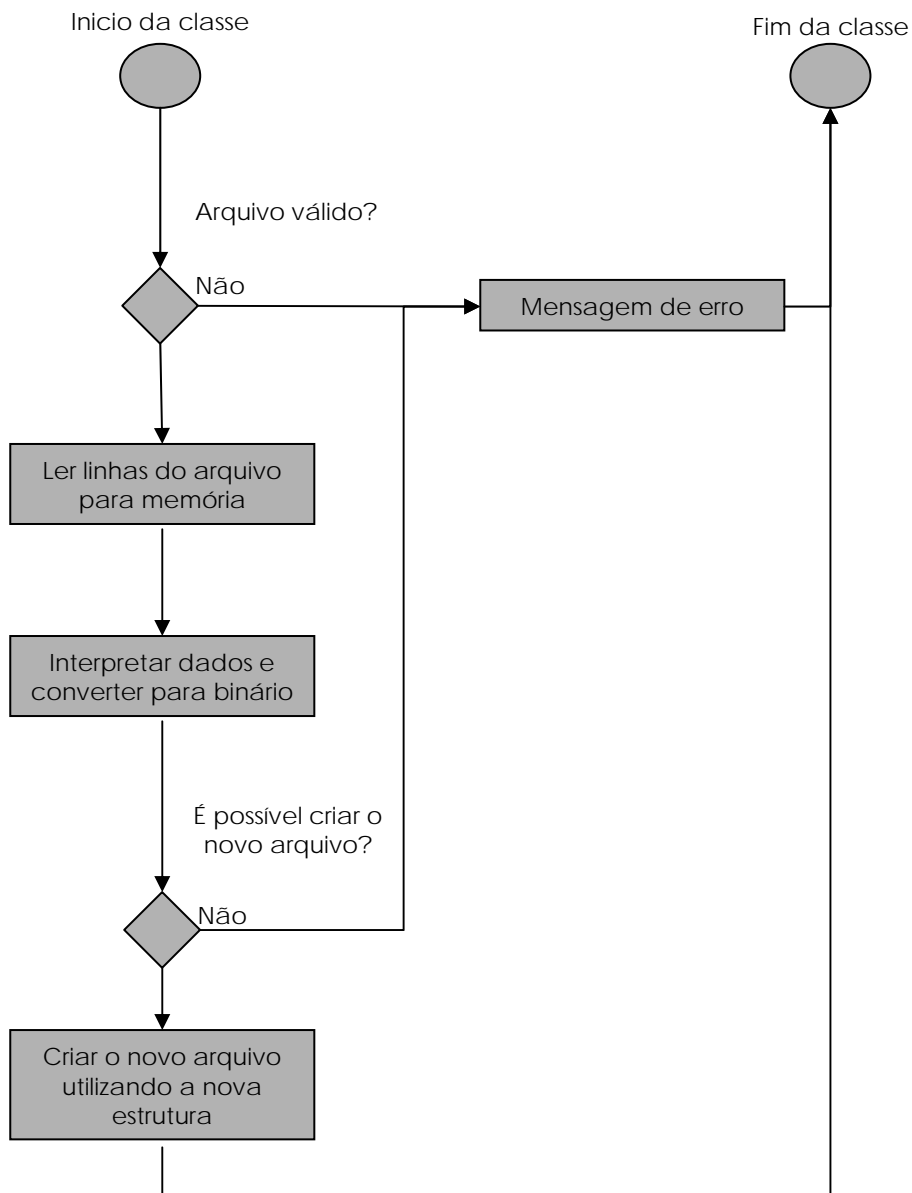 Inicio da classe
Fim da classe
Arquivo válido?
Não
Mensagem de erro
Ler linhas do arquivo
para memória
Interpretar dados e
converter para binário
É possível criar o
novo arquivo?
Não
Criar o novo arquivo
utilizando a nova
estrutura